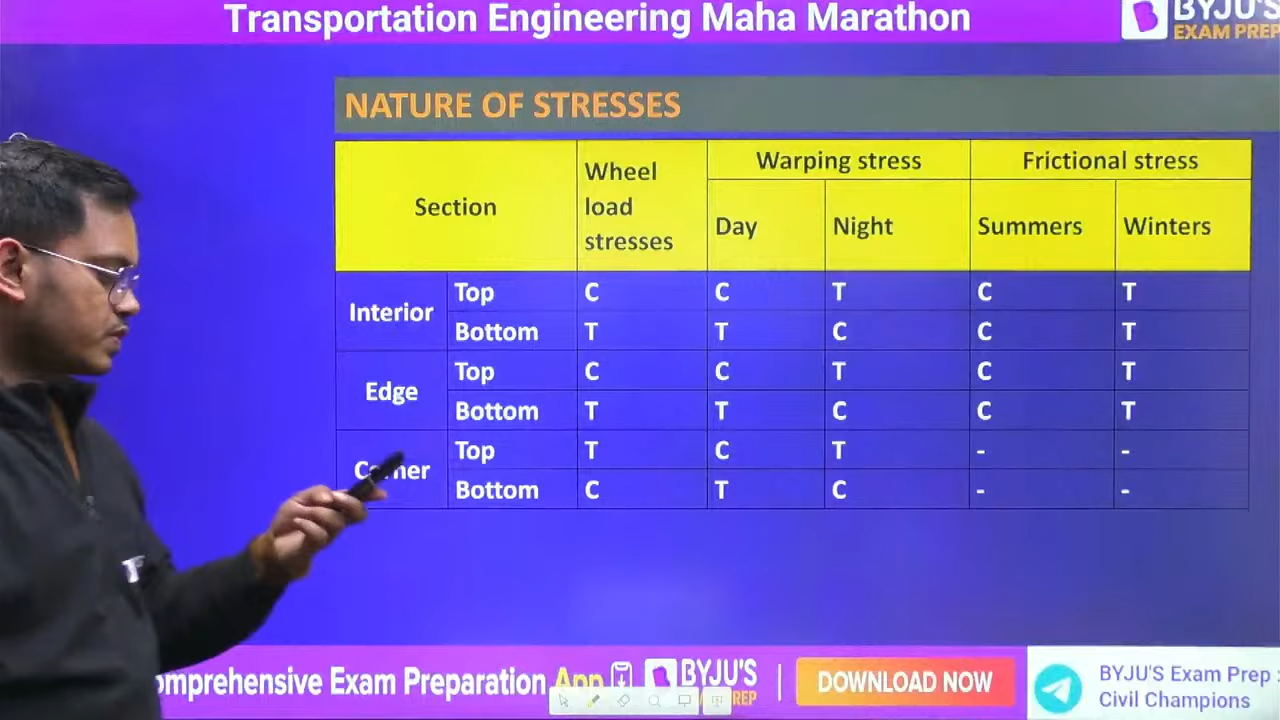 Transportation Engineering Maha Marathon
BYJU'S
EXAM PREP
NATURE OF STRESSES
Section
Wheel load stresses
Warping stress
Frictional stress
Day
Night
Summers
Winters
Interior
Top C C T C T
Bottom T T C C T
Edge
Top C C T C T
Bottom T T C C T
Top T C T - -
Bottom C T C - -
Exam Preparation App
BYJU'S
DOWNLOAD NOW
BYJU'S Exam Prep :
Civil Champions